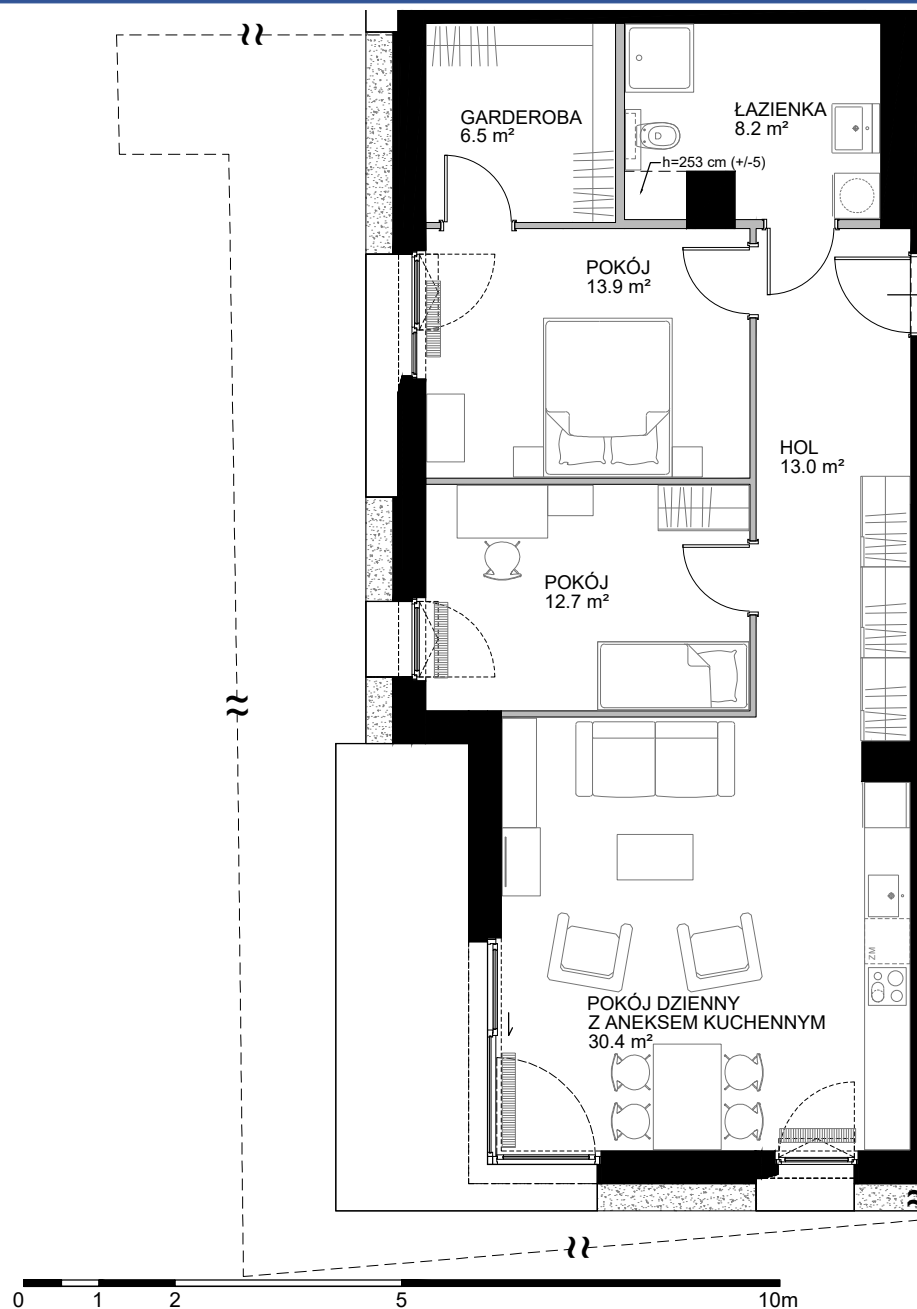 GARDEROBA
6.5 m²
ŁAZIENKA
8.2 m²
h=253 cm (+/-5)
POKÓJ
13.9 m²
HOL
13.0 m²
POKÓJ
12.7 m²
ZM
POKÓJ DZIENNY
Z ANEKSEM KUCHENNYM
30.4 m²
0 1 2 5 10m